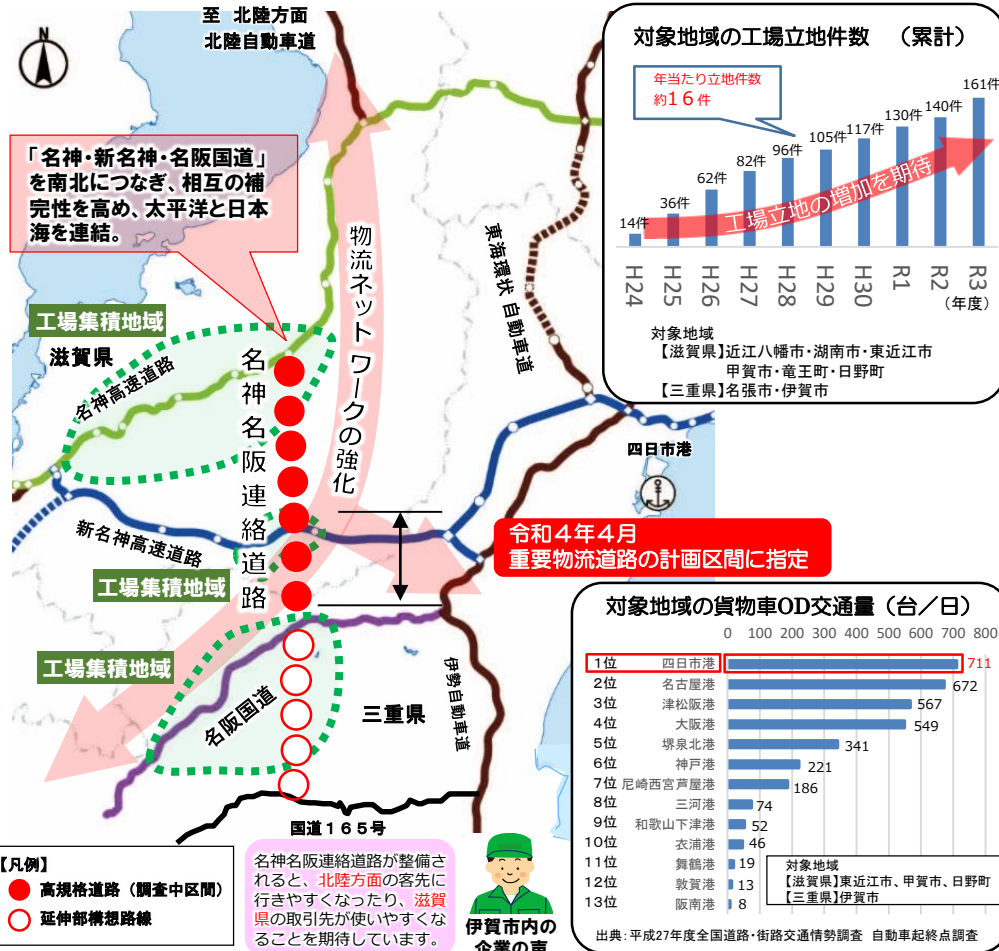 至 北陸方面
北陸自動車道
N
「名神・新名神・名阪国道」
を南北につなぎ、相互の補
完性を高め、太平洋と日本
海を連結。
工場集積地域
滋賀県
名神高速道路
名神名阪連絡道路
物流ネットワークの強化
東海環状自動車道
四日市港
新名神高速道路
令和4年4月
重要物流道路の計画区間に指定
工場集積地域
工場集積地域
名阪国道
三重県
伊勢自動車道
国道165号
【凡例】
高規格道路（調査中区間）
延伸部構想路線
名神名阪連絡道路が整備さ
れると、北陸方面の客先に
行きやすくなったり、滋賀
県の取引先が使いやすくな
ることを期待しています。
伊賀市内の
企業の声
対象地域の工場立地件数 （累計）
年当たり立地件数
約16件
14件
36件
62件
82件
96件
105件
117件
130件
140件
161件
工場立地の増加を期待
H24
H25
H26
H27
H28
H29
H30
R1
R2
R3
（年度）
対象地域
【滋賀県】近江八幡市・湖南市・東近江市
甲賀市・竜王町・日野町
【三重県】名張市・伊賀市
対象地域の貨物車OD交通量（台／日）
0 100 200 300 400 500 600 700 800
1位 四日市港 711
2位 名古屋港 672
3位 津松阪港 567
4位 大阪港 549
5位 堺泉北港 341
6位 神戸港 221
7位 尼崎西宮芦屋港 186
8位 三河港 74
9位 和歌山下津港 52
10位 衣浦港 46
11位 舞鶴港 19
12位 敦賀港 13
13位 阪南港 8
対象地域
【滋賀県】東近江市、甲賀市、日野町
【三重県】伊賀市
出典：平成27年度全国道路・街路交通情勢調査 自動車起終点調査